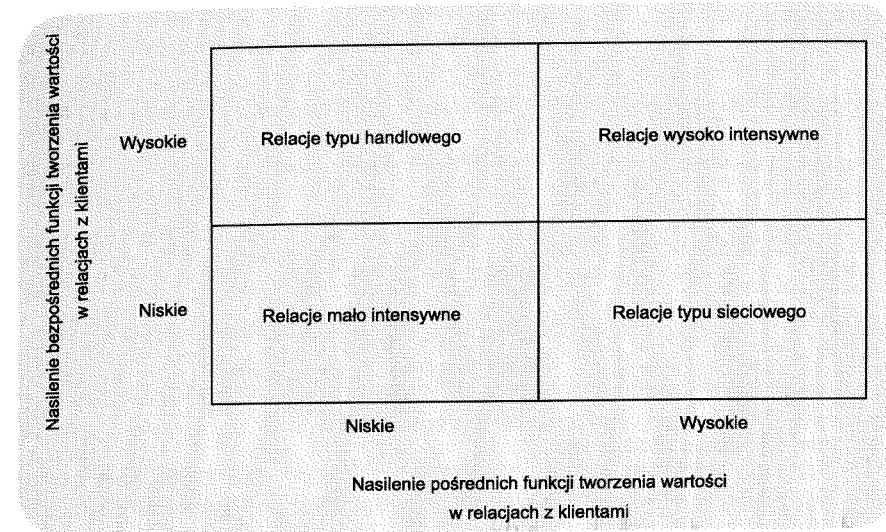 Nasilenie bezpośrednich funkcji tworzenia wartości
w relacjach z klientami
Wysokie
Relacje typu handlowego
Relacje wysoko intensywne
Niskie
Relacje mało intensywne
Relacje typu sieciowego
Niskie
Wysokie
Nasilenie pośrednich funkcji tworzenia wartości
w relacjach z klientami